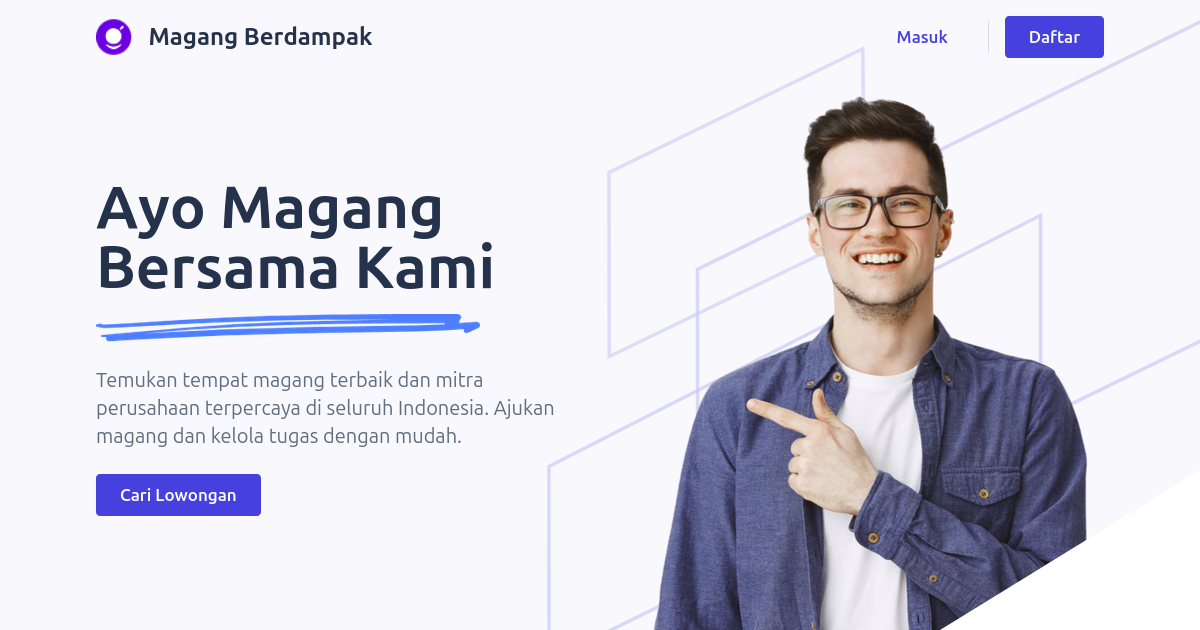 Magang Berdampak
Masuk
Daftar
Ayo Magang
Bersama Kami
Temukan tempat magang terbaik dan mitra
perusahaan terpercaya di seluruh Indonesia. Ajukan
magang dan kelola tugas dengan mudah.
Cari Lowongan